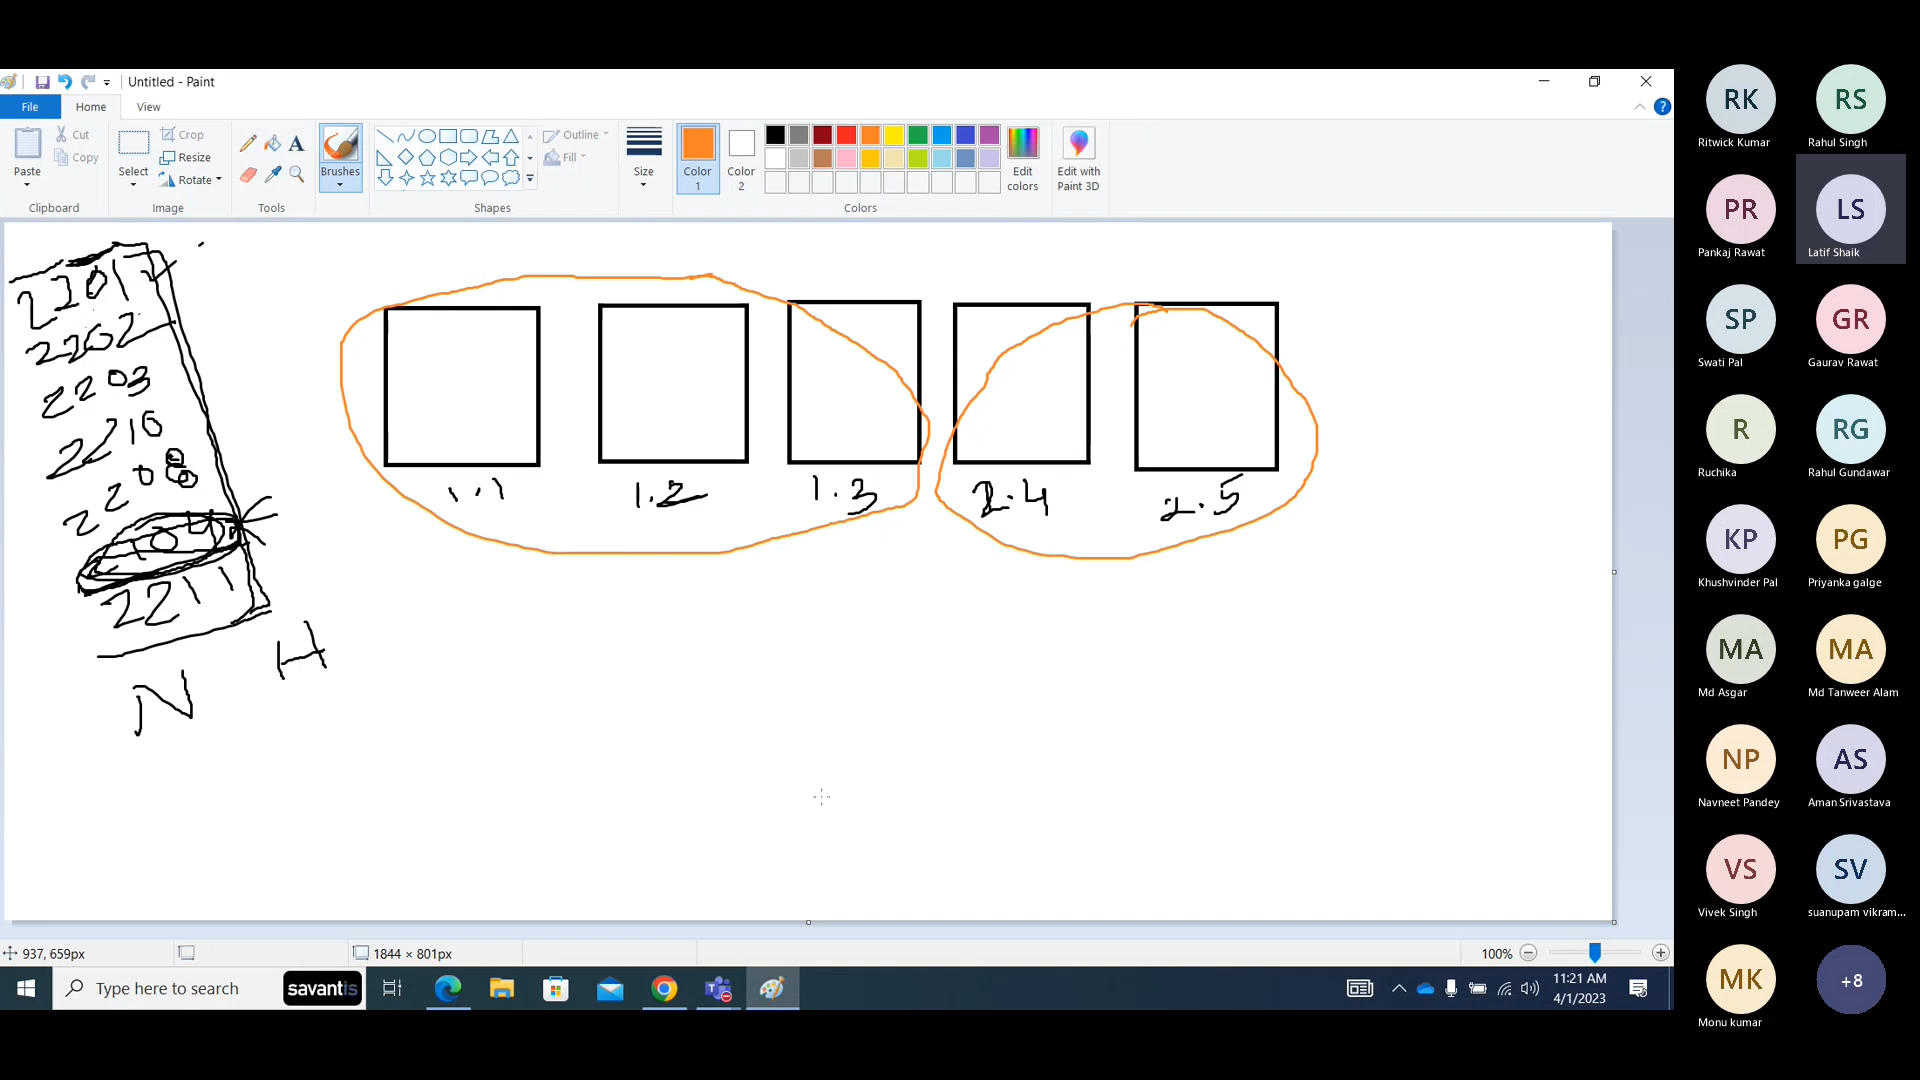 Untitled - Paint
File
Home
View
Paste
Cut
Copy
Clipboard
Select
Crop
Resize
Rotate
Image
A
Tools
Brushes
Outline
Fill
Shapes
Size
Color 1
Color 2
Edit colors
Edit with Paint 3D
Colors
?
2201
2202
2203
2210
2208
2211
N
H
1.1
1.2
1.3
2.4
2.5
937, 659px
1844 × 801px
100%
Type here to search
savantis
11:21 AM
4/1/2023
RK
Ritwick Kumar
RS
Rahul Singh
PR
Pankaj Rawat
LS
Latif Shaik
SP
Swati Pal
GR
Gaurav Rawat
R
Ruchika
RG
Rahul Gundawar
KP
Khushvinder Pal
PG
Priyanka galge
MA
Md Asgar
MA
Md Tanweer Alam
NP
Navneet Pandey
AS
Aman Srivastava
VS
Vivek Singh
SV
suanupam vikram...
MK
Monu kumar
+8